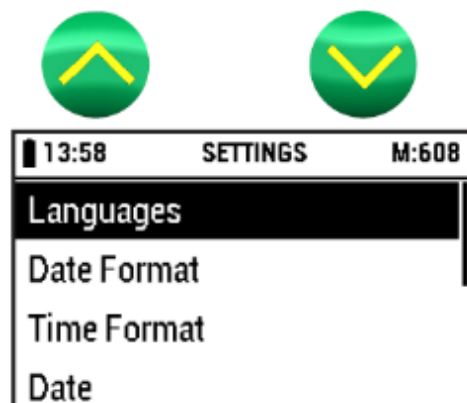 13:58 SETTINGS M:608
Languages
Date Format
Time Format
Date